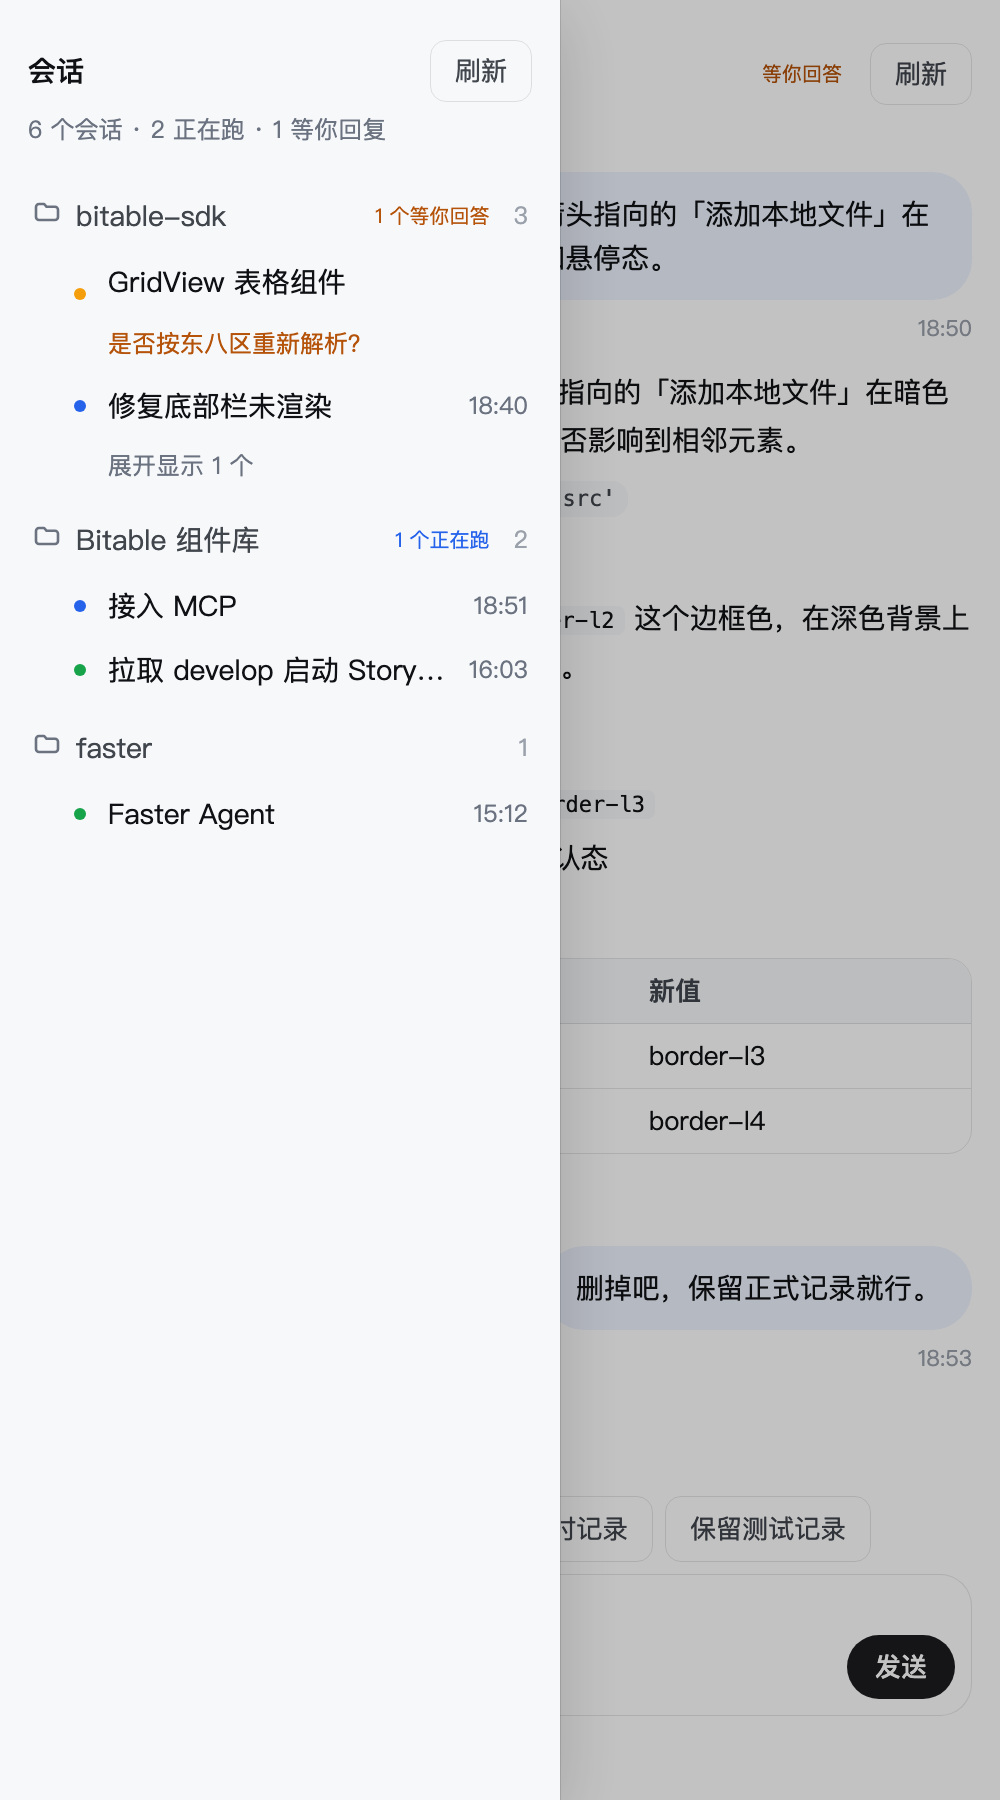 会话
刷新
6 个会话 · 2 正在跑 · 1 等你回复
bitable-sdk
1 个等你回答
3
GridView 表格组件
是否按东八区重新解析?
修复底部栏未渲染
18:40
展开显示 1 个
Bitable 组件库
1 个正在跑
2
接入 MCP
18:51
拉取 develop 启动 Story...
16:03
faster
1
Faster Agent
15:12
等你回答
刷新
头指向的「添加本地文件」在
悬停态。
18:50
指向的「添加本地文件」在暗色
否影响到相邻元素。
src'
r-l2 这个边框色，在深色背景上
。
rder-l3
认态
新值
border-l3
border-l4
删掉吧，保留正式记录就行。
18:53
时记录
保留测试记录
发送